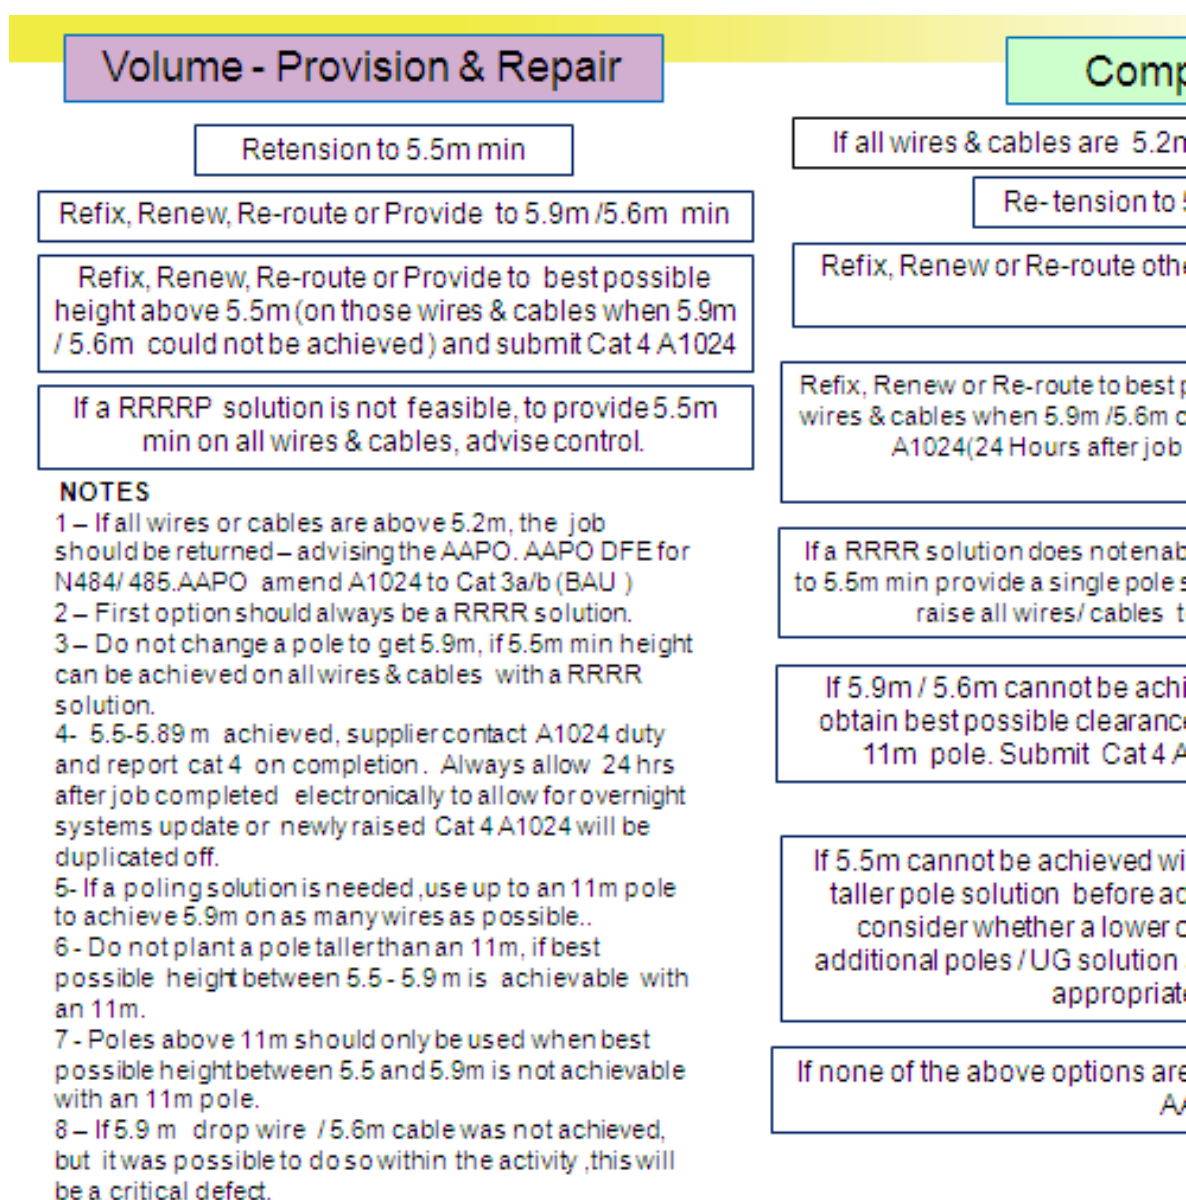 Volume - Provision & Repair
Retension to 5.5m min
Refix, Renew, Re-route or Provide to 5.9m /5.6m min
Refix, Renew, Re-route or Provide to best possible
height above 5.5m (on those wires & cables when 5.9m
/ 5.6m could not be achieved ) and submit Cat 4 A1024
If a RRRRP solution is not feasible, to provide 5.5m
min on all wires & cables, advise control.
NOTES
1 – If all wires or cables are above 5.2m, the job
should be returned – advising the AAPO. AAPO DFE for
N484/ 485.AAPO amend A1024 to Cat 3a/b (BAU )
2 – First option should always be a RRRR solution.
3 – Do not change a pole to get 5.9m, if 5.5m min height
can be achieved on all wires & cables with a RRRR
solution.
4- 5.5-5.89 m achieved, supplier contact A1024 duty
and report cat 4 on completion. Always allow 24 hrs
after job completed electronically to allow for overnight
systems update or newly raised Cat 4 A1024 will be
duplicated off.
5- If a poling solution is needed ,use up to an 11m pole
to achieve 5.9m on as many wires as possible..
6 - Do not plant a pole taller than an 11m, if best
possible height between 5.5 - 5.9 m is achievable with
an 11m.
7 - Poles above 11m should only be used when best
possible height between 5.5 and 5.9m is not achievable
with an 11m pole.
8 – If 5.9 m drop wire / 5.6m cable was not achieved,
but it was possible to do so within the activity ,this will
be a critical defect.
Comp
If all wires & cables are 5.2m
Re- tension to 5
Refix, Renew or Re-route othe
Refix, Renew or Re-route to best p
wires & cables when 5.9m /5.6m c
A1024(24 Hours after job
If a RRRR solution does not enab
to 5.5m min provide a single pole s
raise all wires/ cables t
If 5.9m / 5.6m cannot be achi
obtain best possible clearance
11m pole. Submit Cat 4 A
If 5.5m cannot be achieved wi
taller pole solution before ad
consider whether a lower c
additional poles / UG solution
appropriate
If none of the above options are
AA